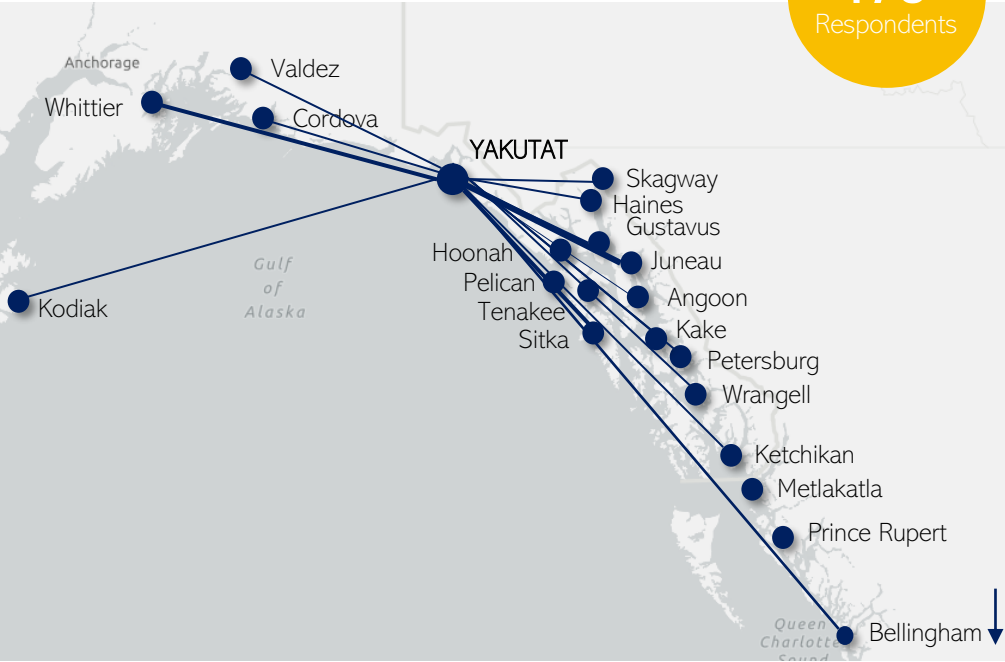 Respondents
Anchorage
Valdez
Whittier
Cordova
YAKUTAT
Skagway
Haines
Gustavus
Hoonah
Juneau
Gulf
of
Alaska
Pelican
Angoon
Kodiak
Tenakee
Kake
Sitka
Petersburg
Wrangell
Ketchikan
Metlakatla
Prince Rupert
Queen
Charlotte
Sound
Bellingham